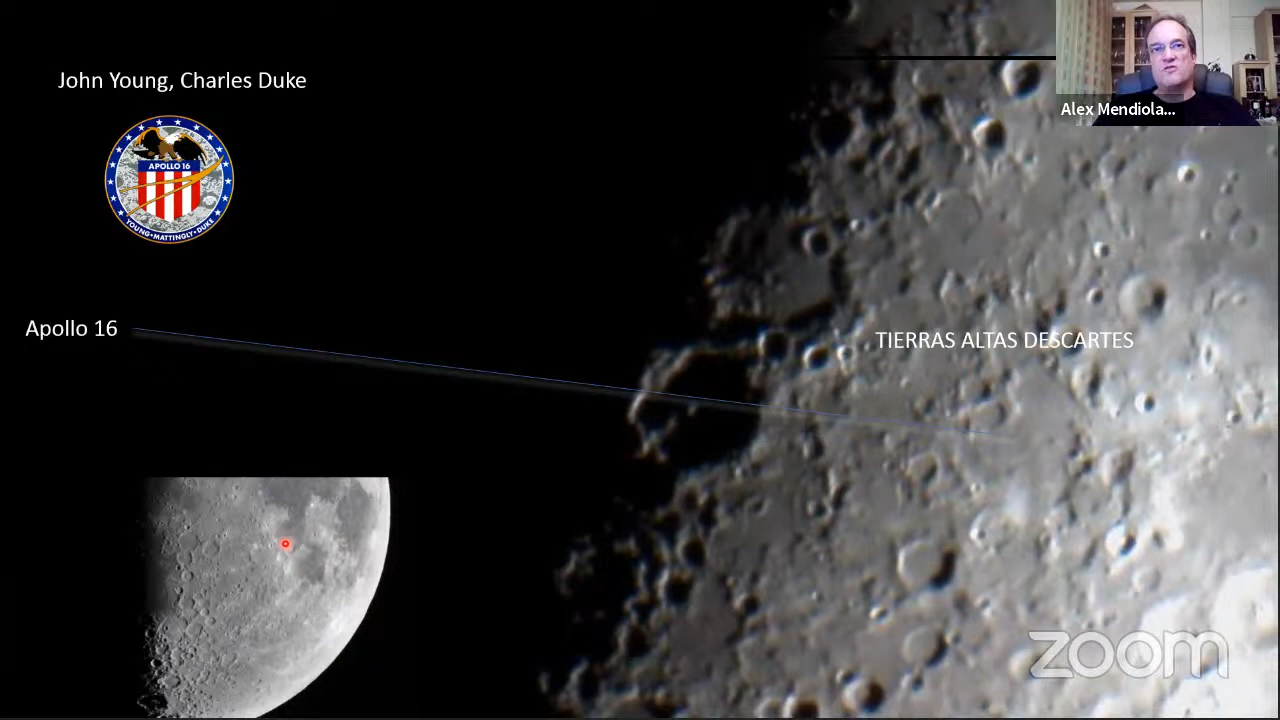 John Young, Charles Duke
APOLLO 16
YOUNG•MATTINGLY•DUKE
Alex Mendiola...
Apollo 16
TIERRAS ALTAS DESCARTES
zoom